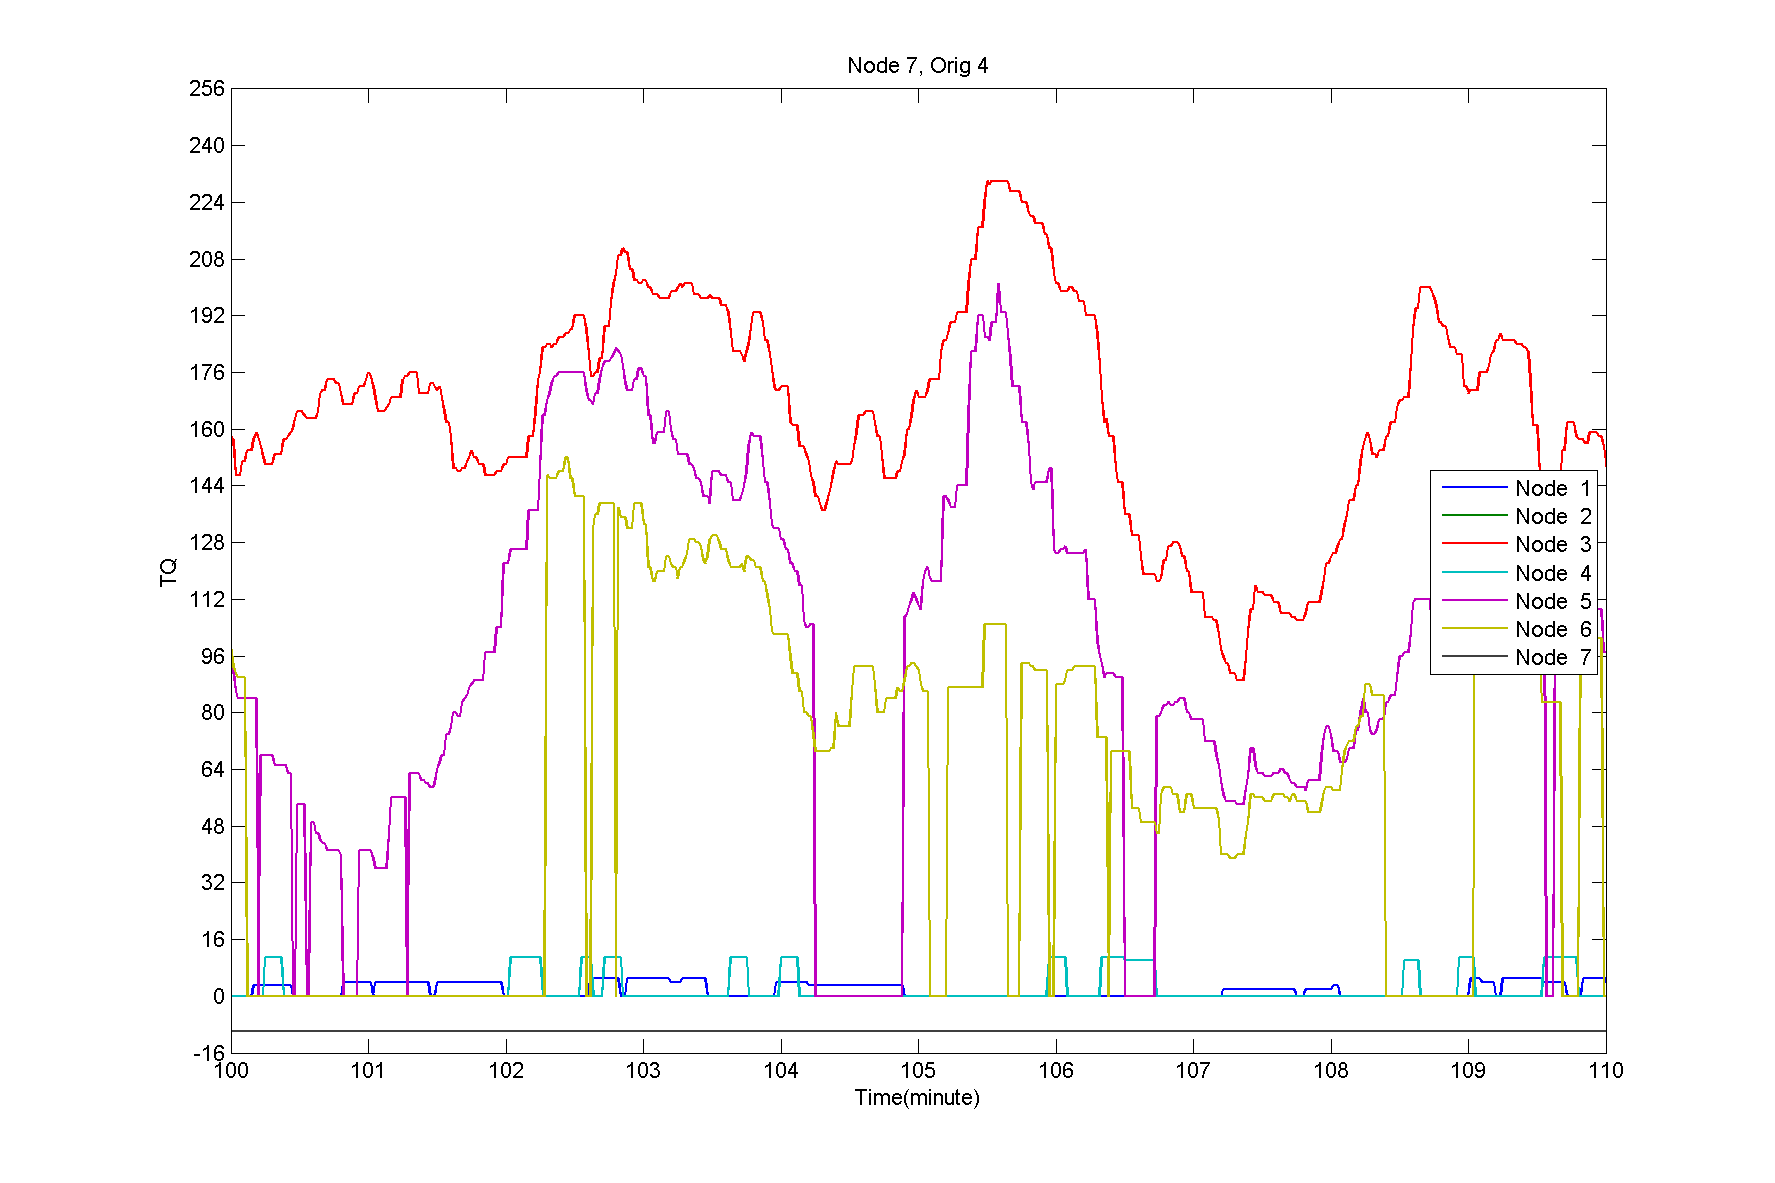 Node 7, Orig 4
256
240
224
208
192
176
160
144
128
112
96
80
64
48
32
16
0
-16
TQ
100 101 102 103 104 105 106 107 108 109 110
Time(minute)
Node 1
Node 2
Node 3
Node 4
Node 5
Node 6
Node 7